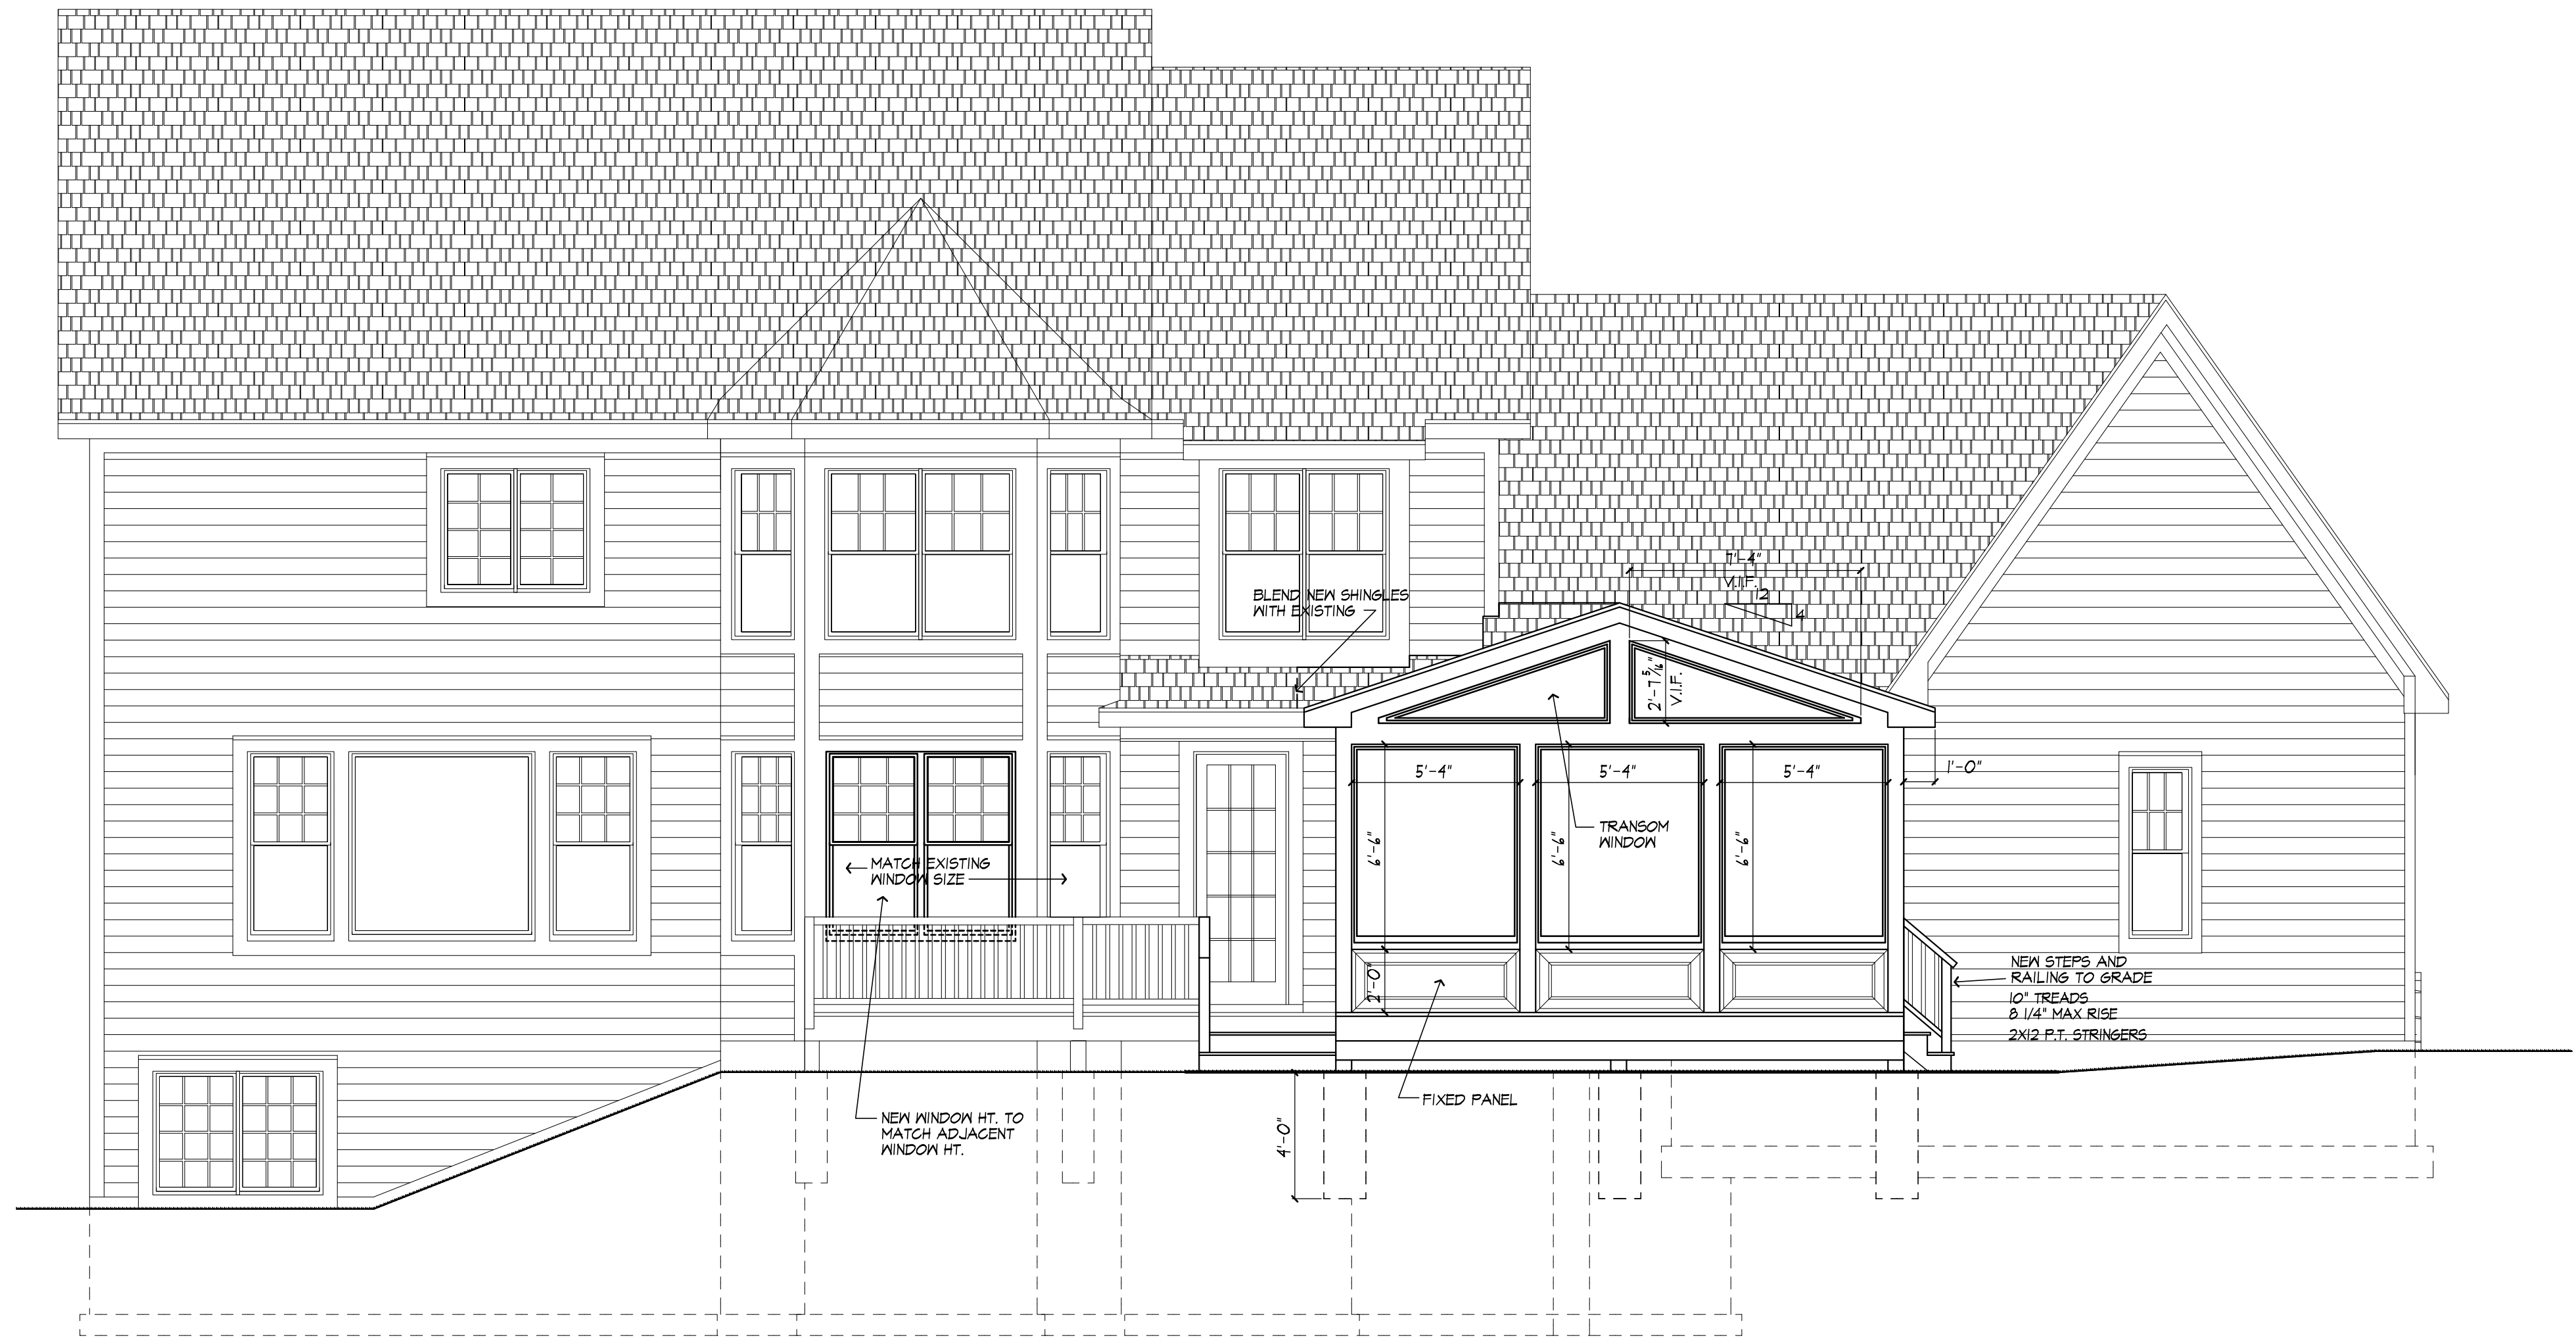 7'-4"
V.I.F.
12
4
BLEND NEW SHINGLES
WITH EXISTING
2'-7 5/16"
V.I.F.
5'-4"
5'-4"
5'-4"
1'-0"
6'-6"
6'-6"
6'-6"
TRANSOM
WINDOW
MATCH EXISTING
WINDOW SIZE
2'-0"
NEW STEPS AND
RAILING TO GRADE
10" TREADS
8 1/4" MAX RISE
2X12 P.T. STRINGERS
FIXED PANEL
NEW WINDOW HT. TO
MATCH ADJACENT
WINDOW HT.
4'-0"